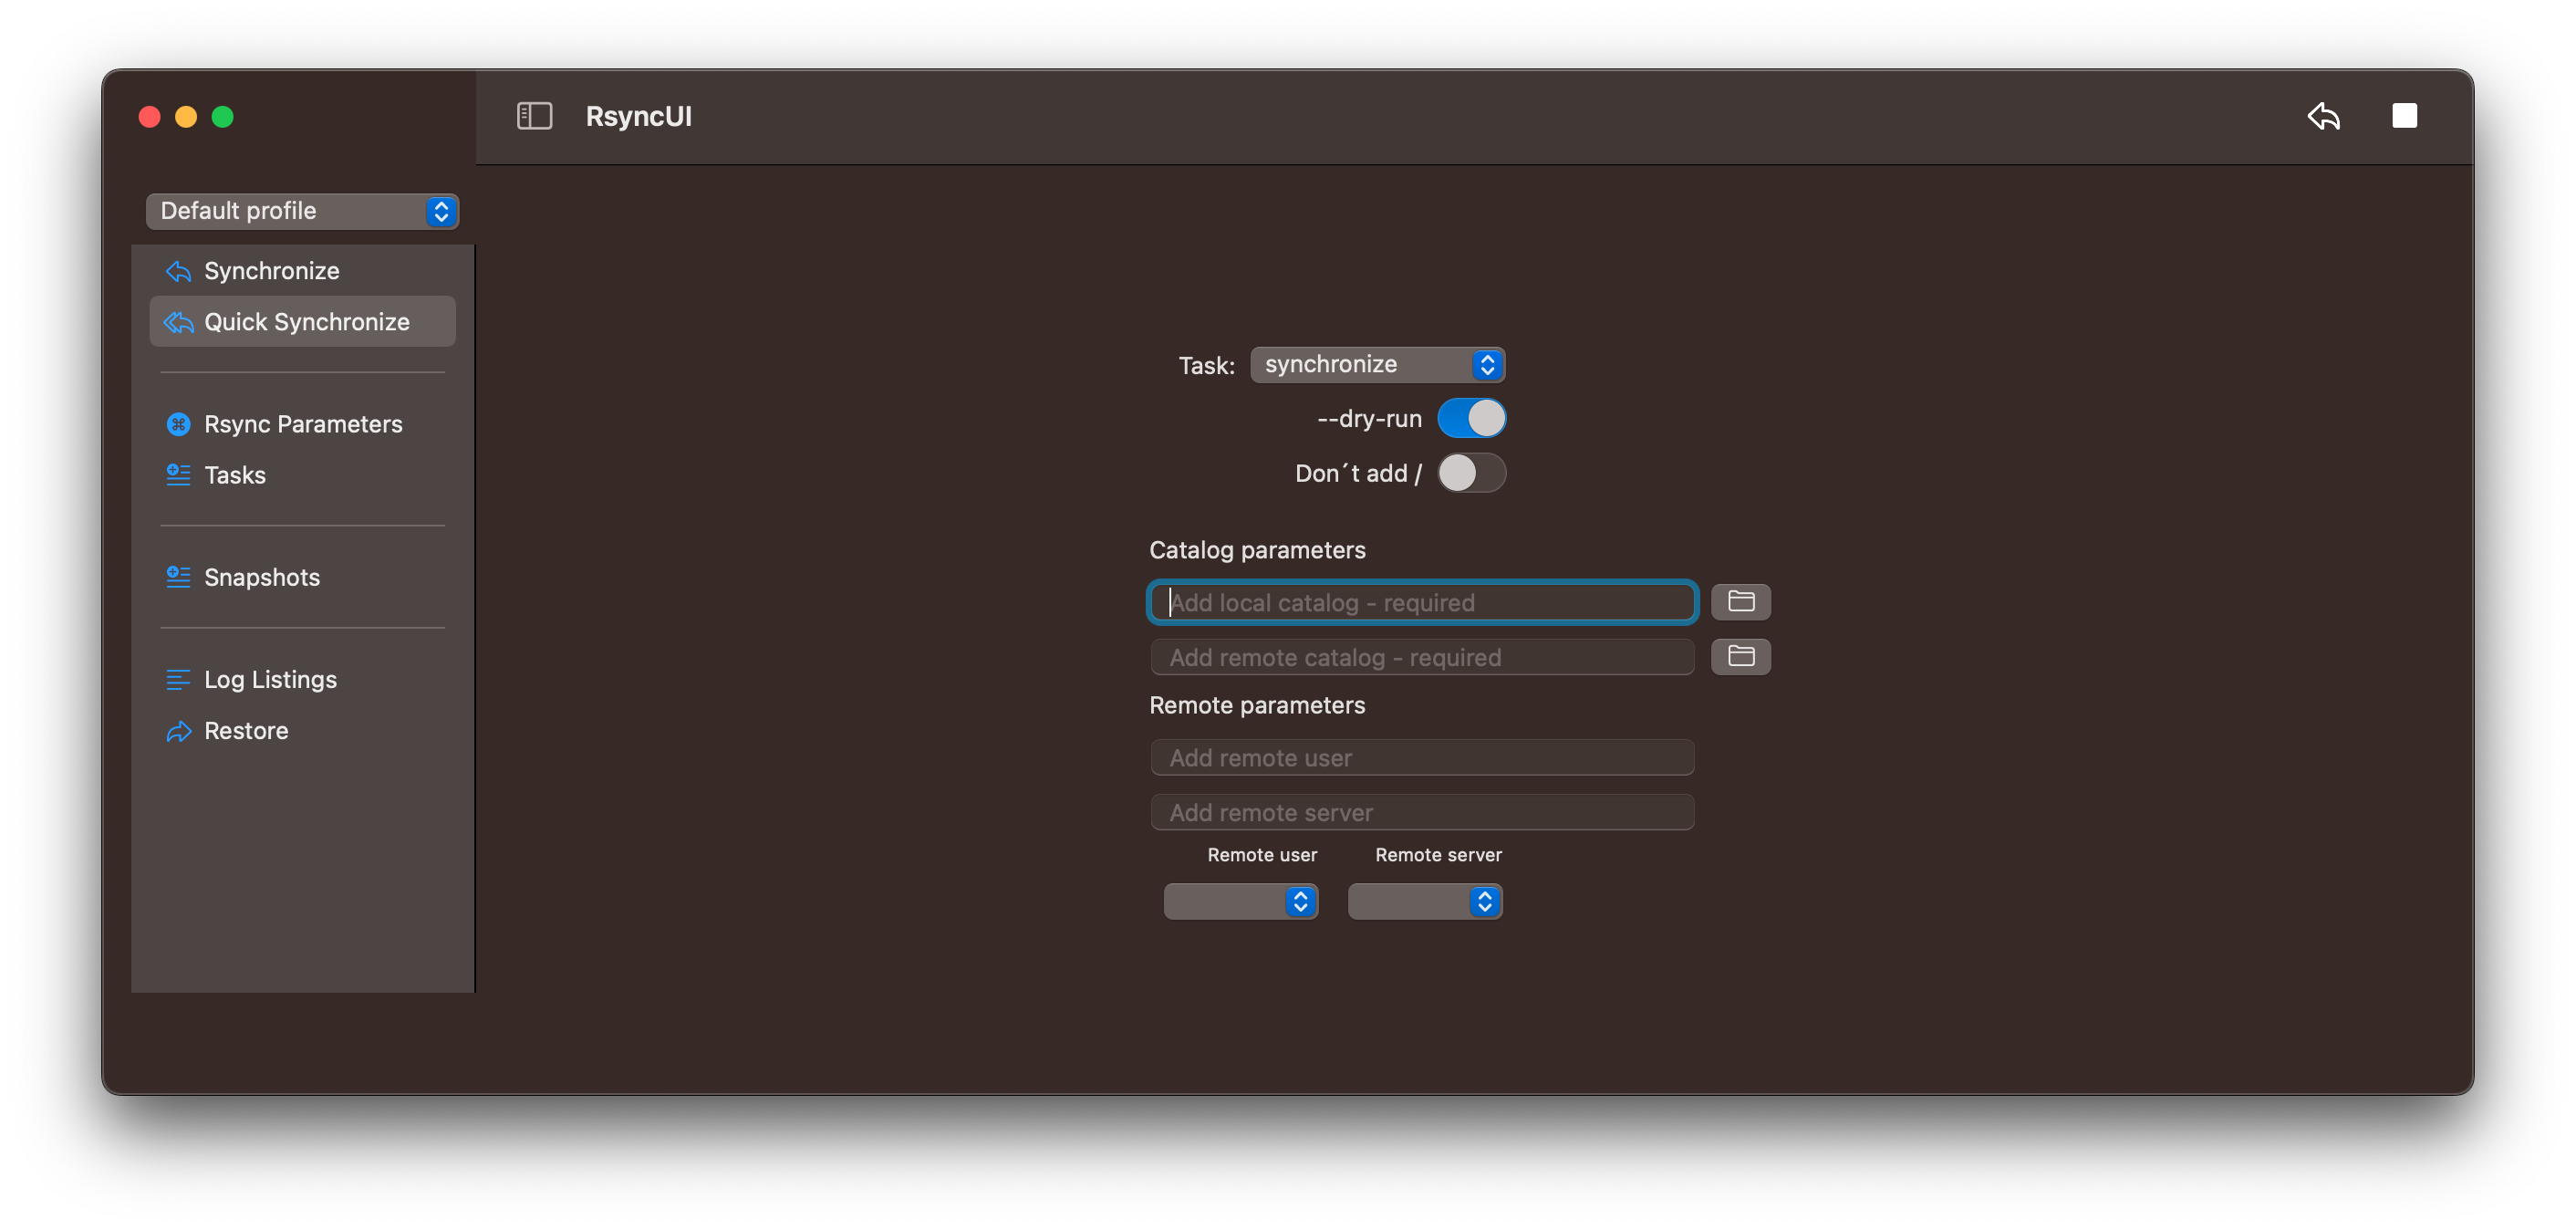 RsyncUI
Default profile
Synchronize
Quick Synchronize
Rsync Parameters
Tasks
Snapshots
Log Listings
Restore
Task: synchronize
--dry-run
Don´t add /
Catalog parameters
Add local catalog - required
Add remote catalog - required
Remote parameters
Add remote user
Add remote server
Remote user Remote server